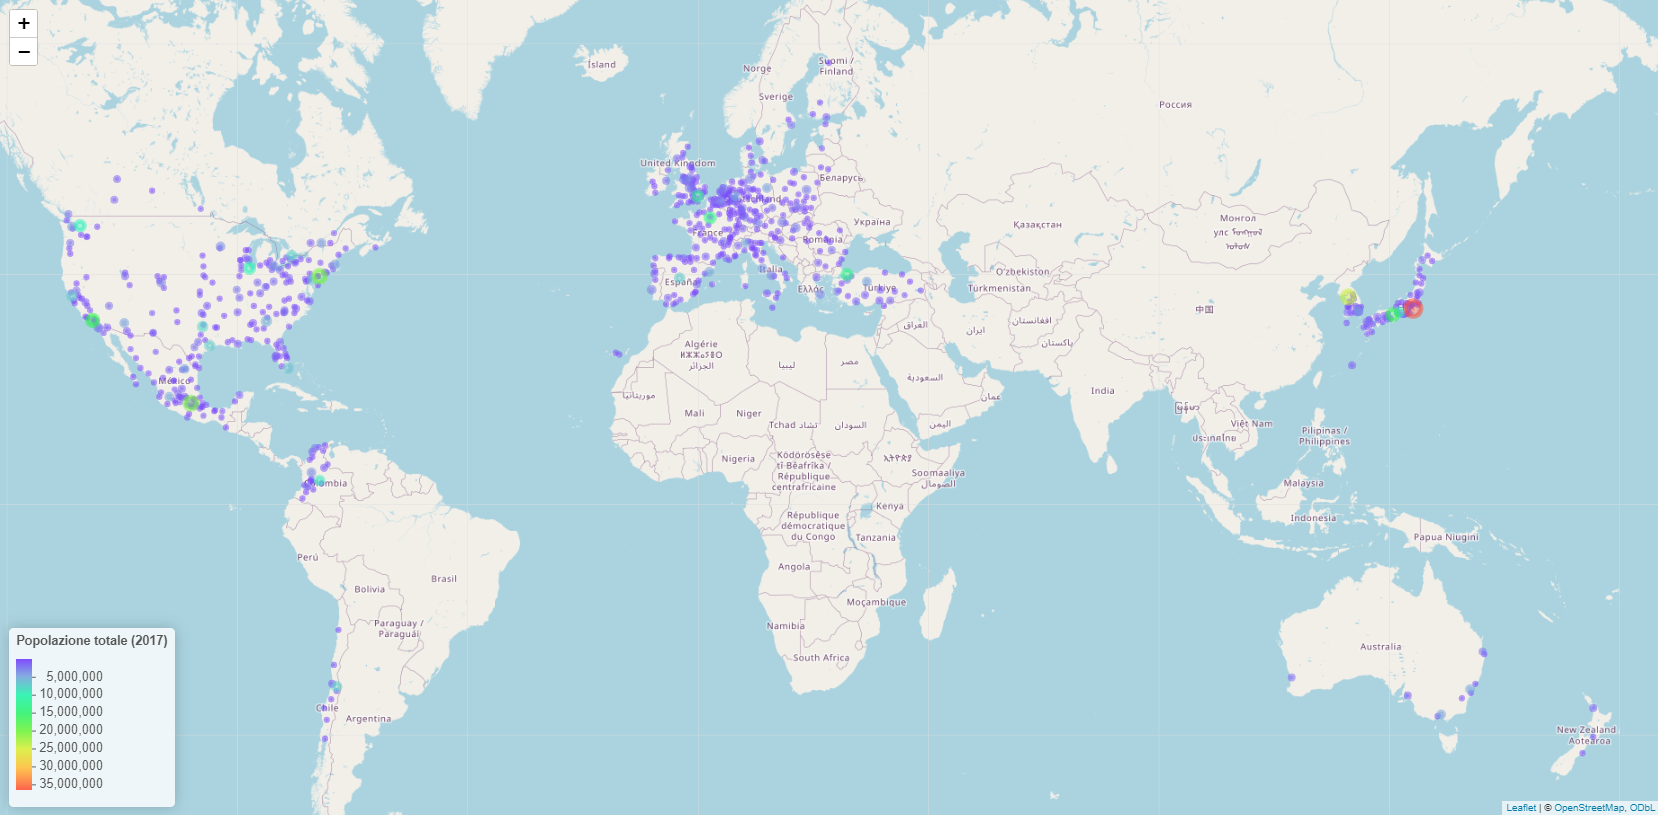 +
−
Ísland
Norge
Suomi /
Finland
Sverige
Россия
United Kingdom
Беларусь
Deutschland
Україна
France
România
Қазақстан
Монгол
улс
Italia
España
Ελλάς
Türkiye
O'zbekiston
Türkmenistan
中国
العراق
ایران
افغانستان
پاکستان
Algérie
ⵍⵣⵣⴰⵢⴻⵔ
الجزائر
ليبيا
مصر
السعودية
عمان
اليمن
موريتانيا
Mali
Niger
Tchad تشاد
السودان
India
México
Việt Nam
ประเทศไทย
Pilipinas /
Philippines
Nigeria
Ködörösêse
tî Bêafrîka /
République
centrafricaine
ኢትዮጵያ
Soomaaliya
الصومال
Colombia
Malaysia
Kenya
Indonesia
République
démocratique
du Congo
Tanzania
Papua Niugini
Perú
Brasil
Angola
Bolivia
Moçambique
Paraguay /
Paraguái
Namibia
South Africa
Australia
Chile
Argentina
New Zealand
Aotearoa
Popolazione totale (2017)
5,000,000
10,000,000
15,000,000
20,000,000
25,000,000
30,000,000
35,000,000
Leaflet | © OpenStreetMap, ODbL